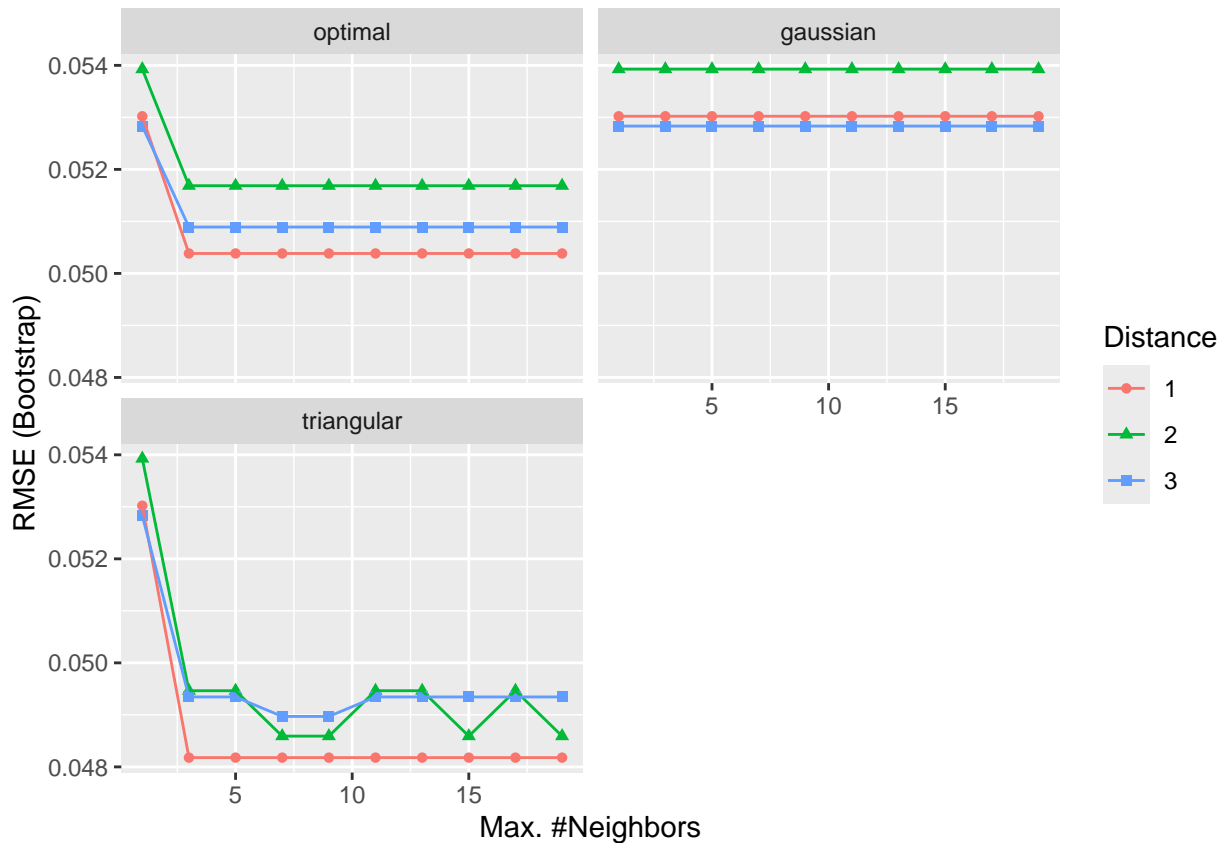 optimal
gaussian
0.054
0.052
0.050
0.048
5 10 15
triangular
0.054
0.052
0.050
0.048
5 10 15
RMSE (Bootstrap)
Max. #Neighbors
Distance
1
2
3